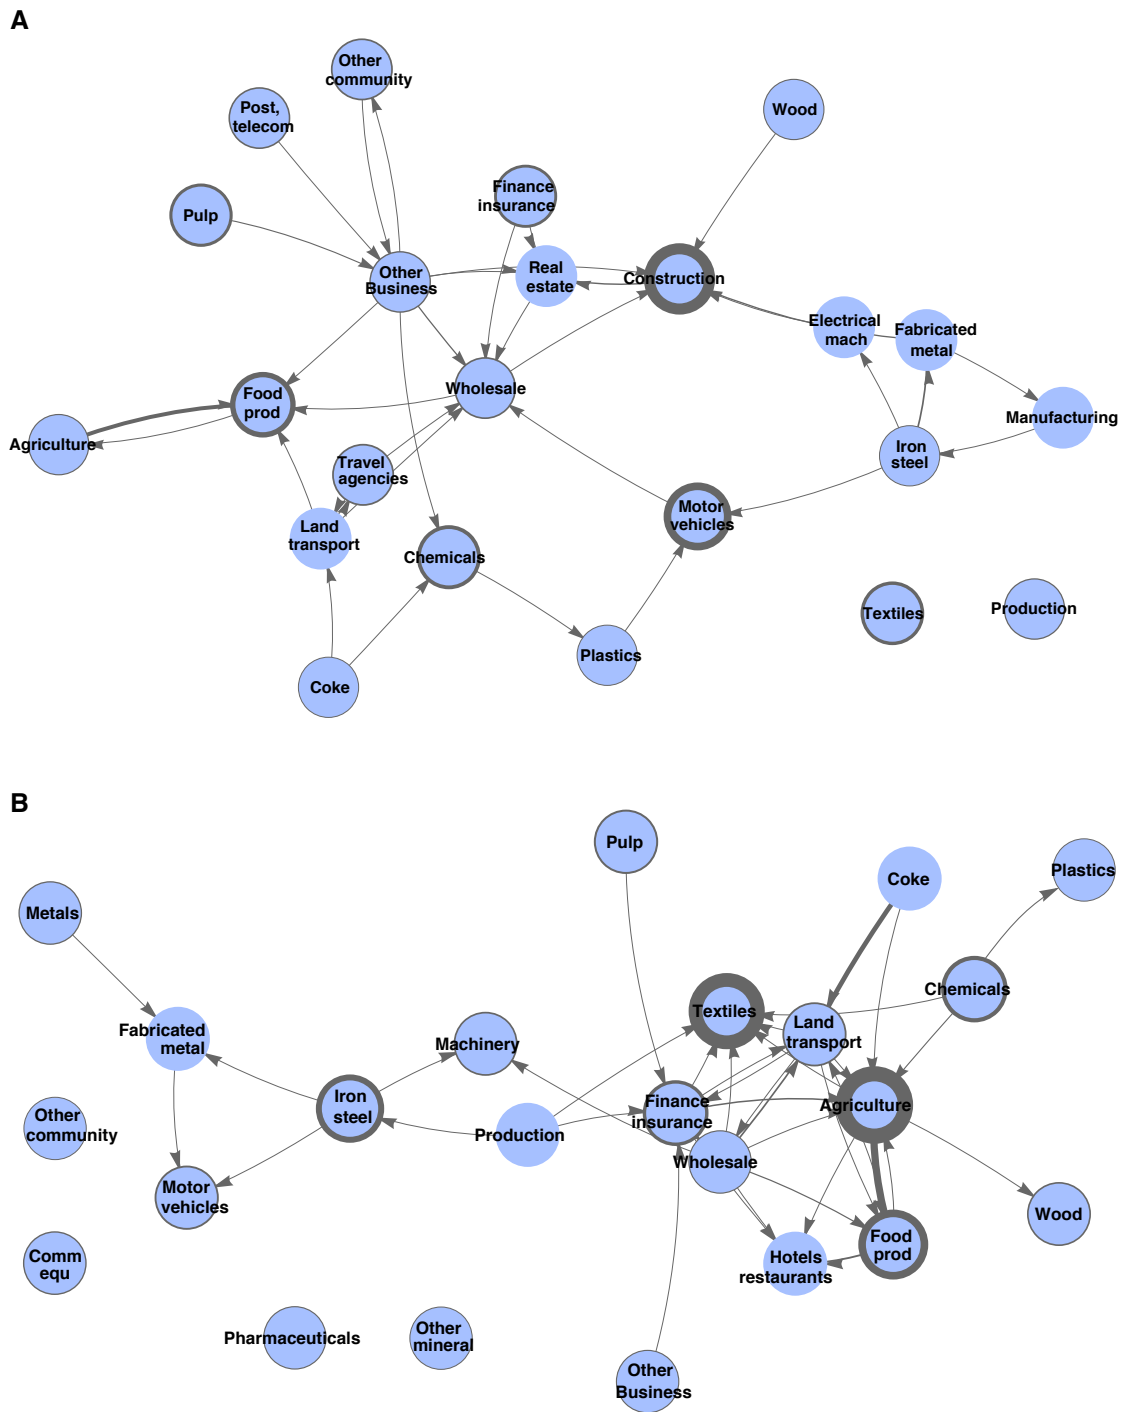 A
Other
community
Post,
telecom
Wood
Pulp
Finance
insurance
Other
Business
Real
estate
Construction
Electrical
mach
Fabricated
metal
Wholesale
Food
prod
Agriculture
Manufacturing
Iron
steel
Travel
agencies
Land
transport
Motor
vehicles
Chemicals
Textiles
Production
Plastics
Coke
B
Pulp
Coke
Plastics
Metals
Chemicals
Textiles
Land
transport
Fabricated
metal
Machinery
Iron
steel
Finance
insurance
Agriculture
Other
community
Production
Wholesale
Motor
vehicles
Wood
Comm
equ
Food
prod
Hotels
restaurants
Pharmaceuticals
Other
mineral
Other
Business